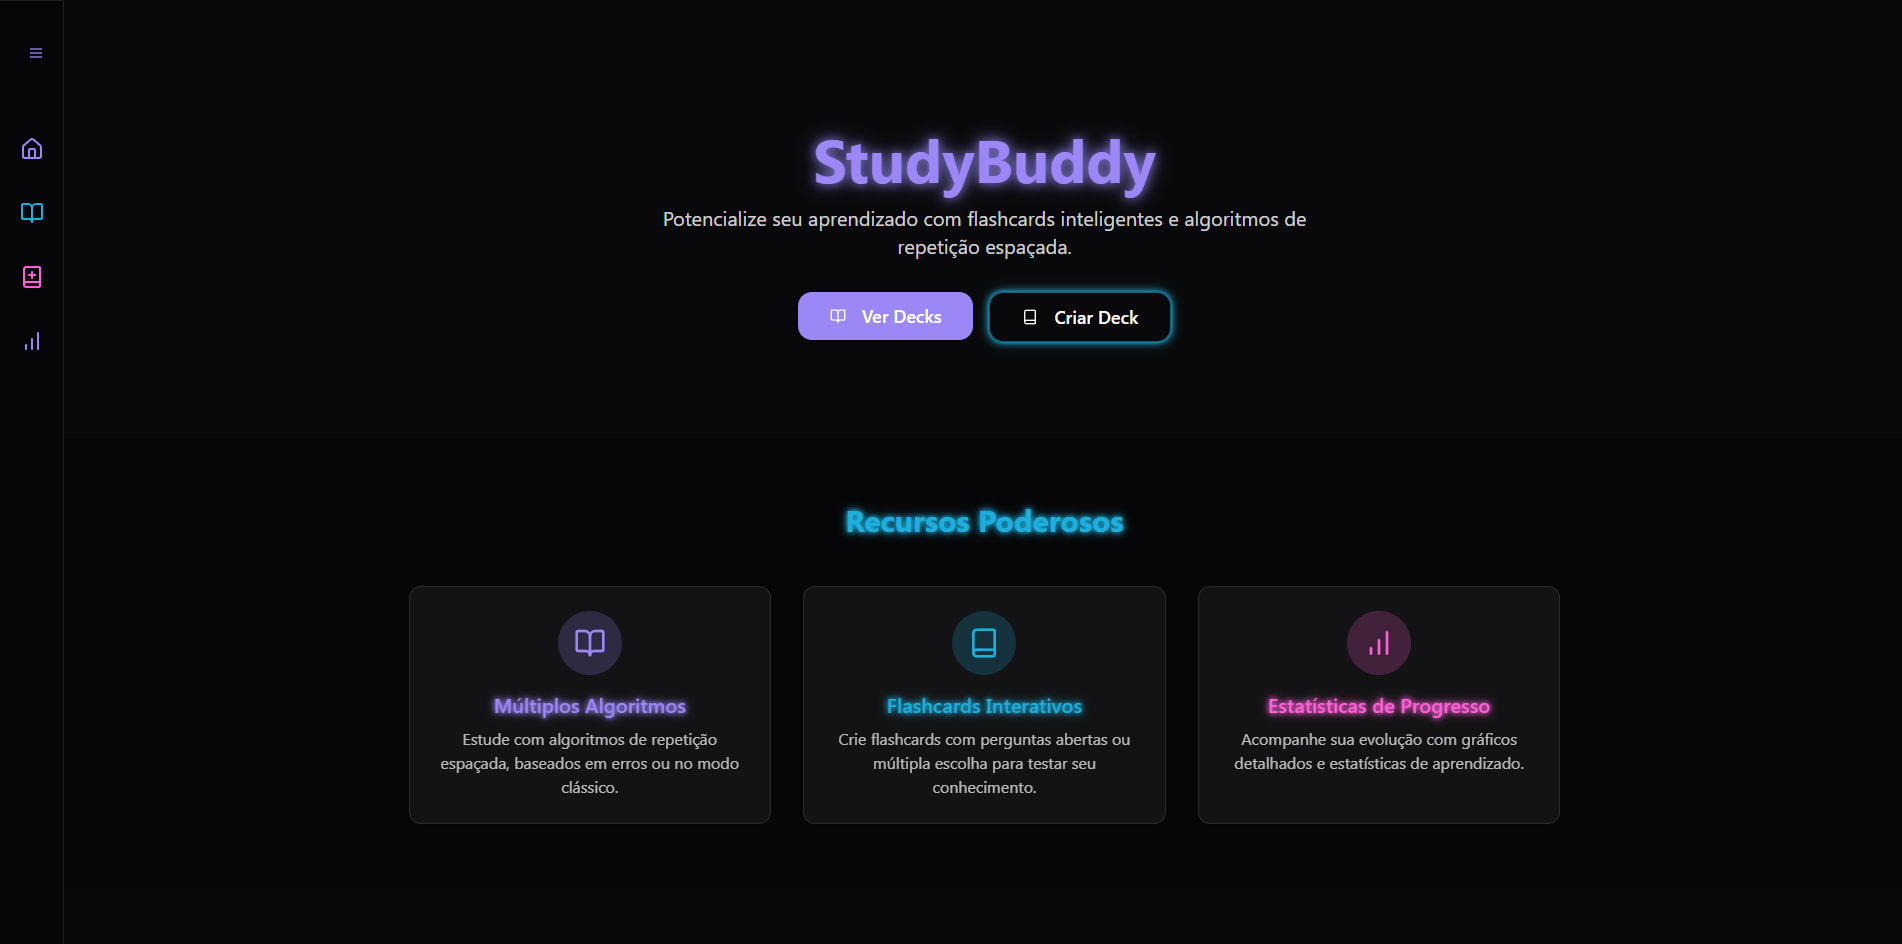 StudyBuddy
Potencialize seu aprendizado com flashcards inteligentes e algoritmos de
repetição espaçada.
Ver Decks
Criar Deck
Recursos Poderosos
Múltiplos Algoritmos
Estude com algoritmos de repetição
espaçada, baseados em erros ou no modo
clássico.
Flashcards Interativos
Crie flashcards com perguntas abertas ou
múltipla escolha para testar seu
conhecimento.
Estatísticas de Progresso
Acompanhe sua evolução com gráficos
detalhados e estatísticas de aprendizado.